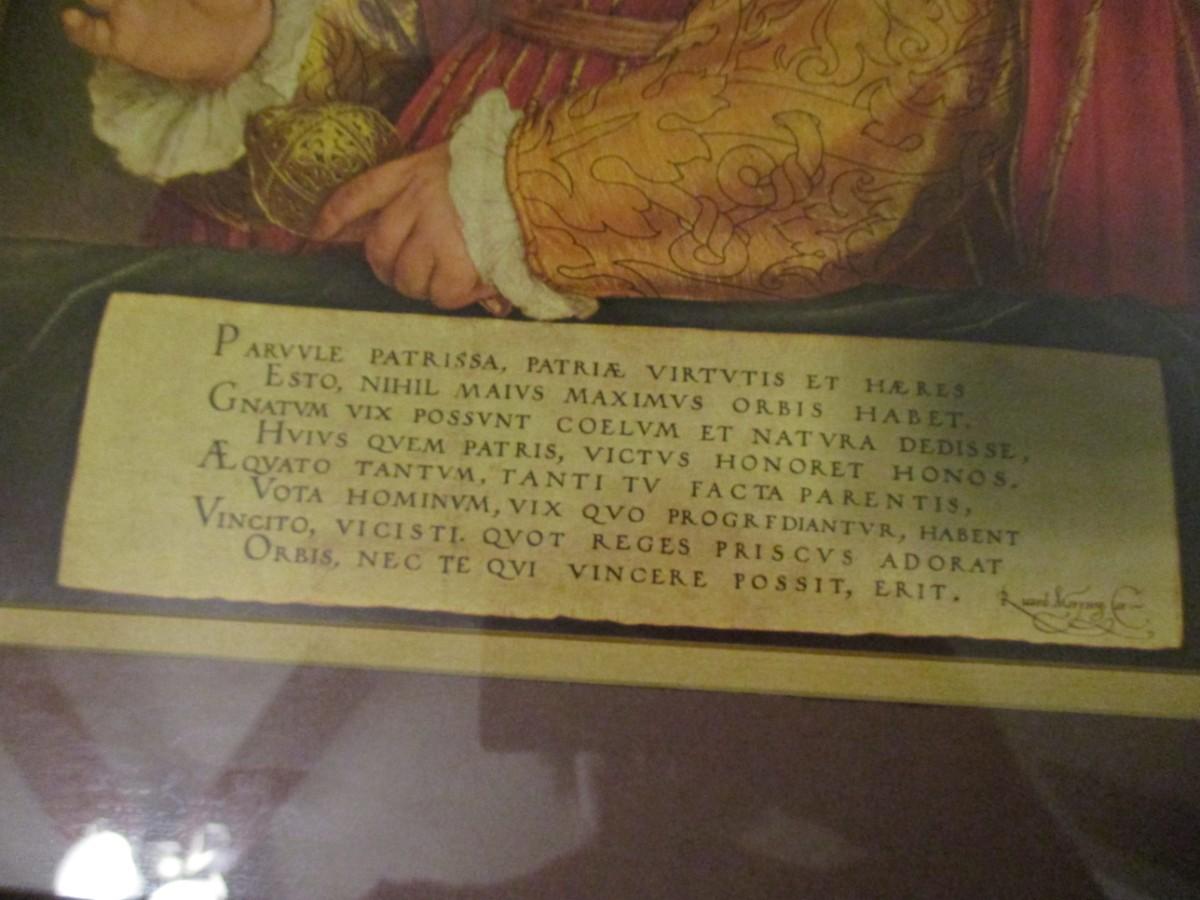 PARVVLE PATRISSA, PATRIÆ VIRTVTIS ET HÆRES
ESTO, NIHIL MAIVS MAXIMVS ORBIS HABET.
GNATVM VIX POSSVNT COELVM ET NATVRA DEDISSE,
HVIVS QVEM PATRIS, VICTVS HONORET HONOS.
ÆQVATO TANTVM, TANTI TV FACTA PARENTIS,
VOTA HOMINVM, VIX QVO PROGREDIANTVR, HABENT
VINCITO, VICISTI. QVOT REGES PRISCVS ADORAT
ORBIS, NEC TE QVI VINCERE POSSIT, ERIT.